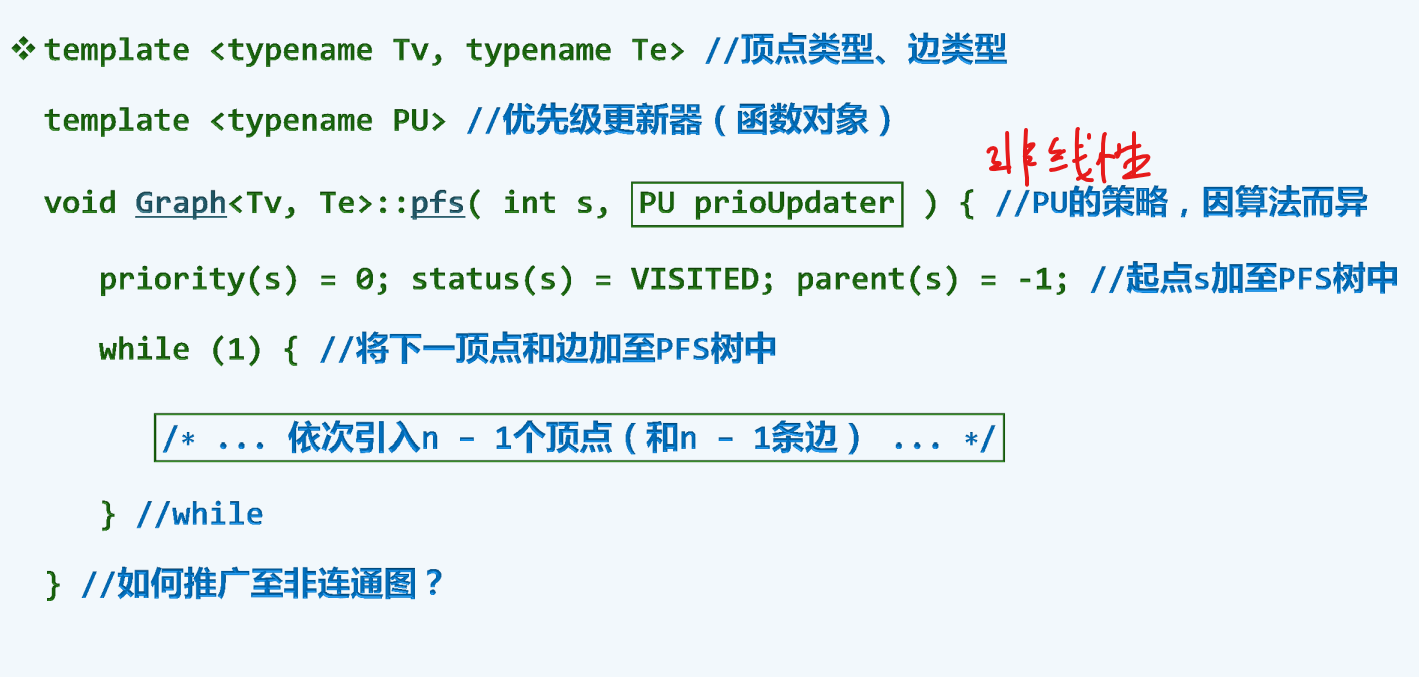 ❖ template <typename Tv, typename Te> //顶点类型、边类型
template <typename PU> //优先级更新器（函数对象）
非线性
void Graph<Tv, Te>::pfs( int s, PU prioUpdater ) { //PU的策略，因算法而异
priority(s) = 0; status(s) = VISITED; parent(s) = -1; //起点s加至PFS树中
while (1) { //将下一顶点和边加至PFS树中
/* ... 依次引入n – 1个顶点（和n – 1条边） ... */
} //while
} //如何推广至非连通图？